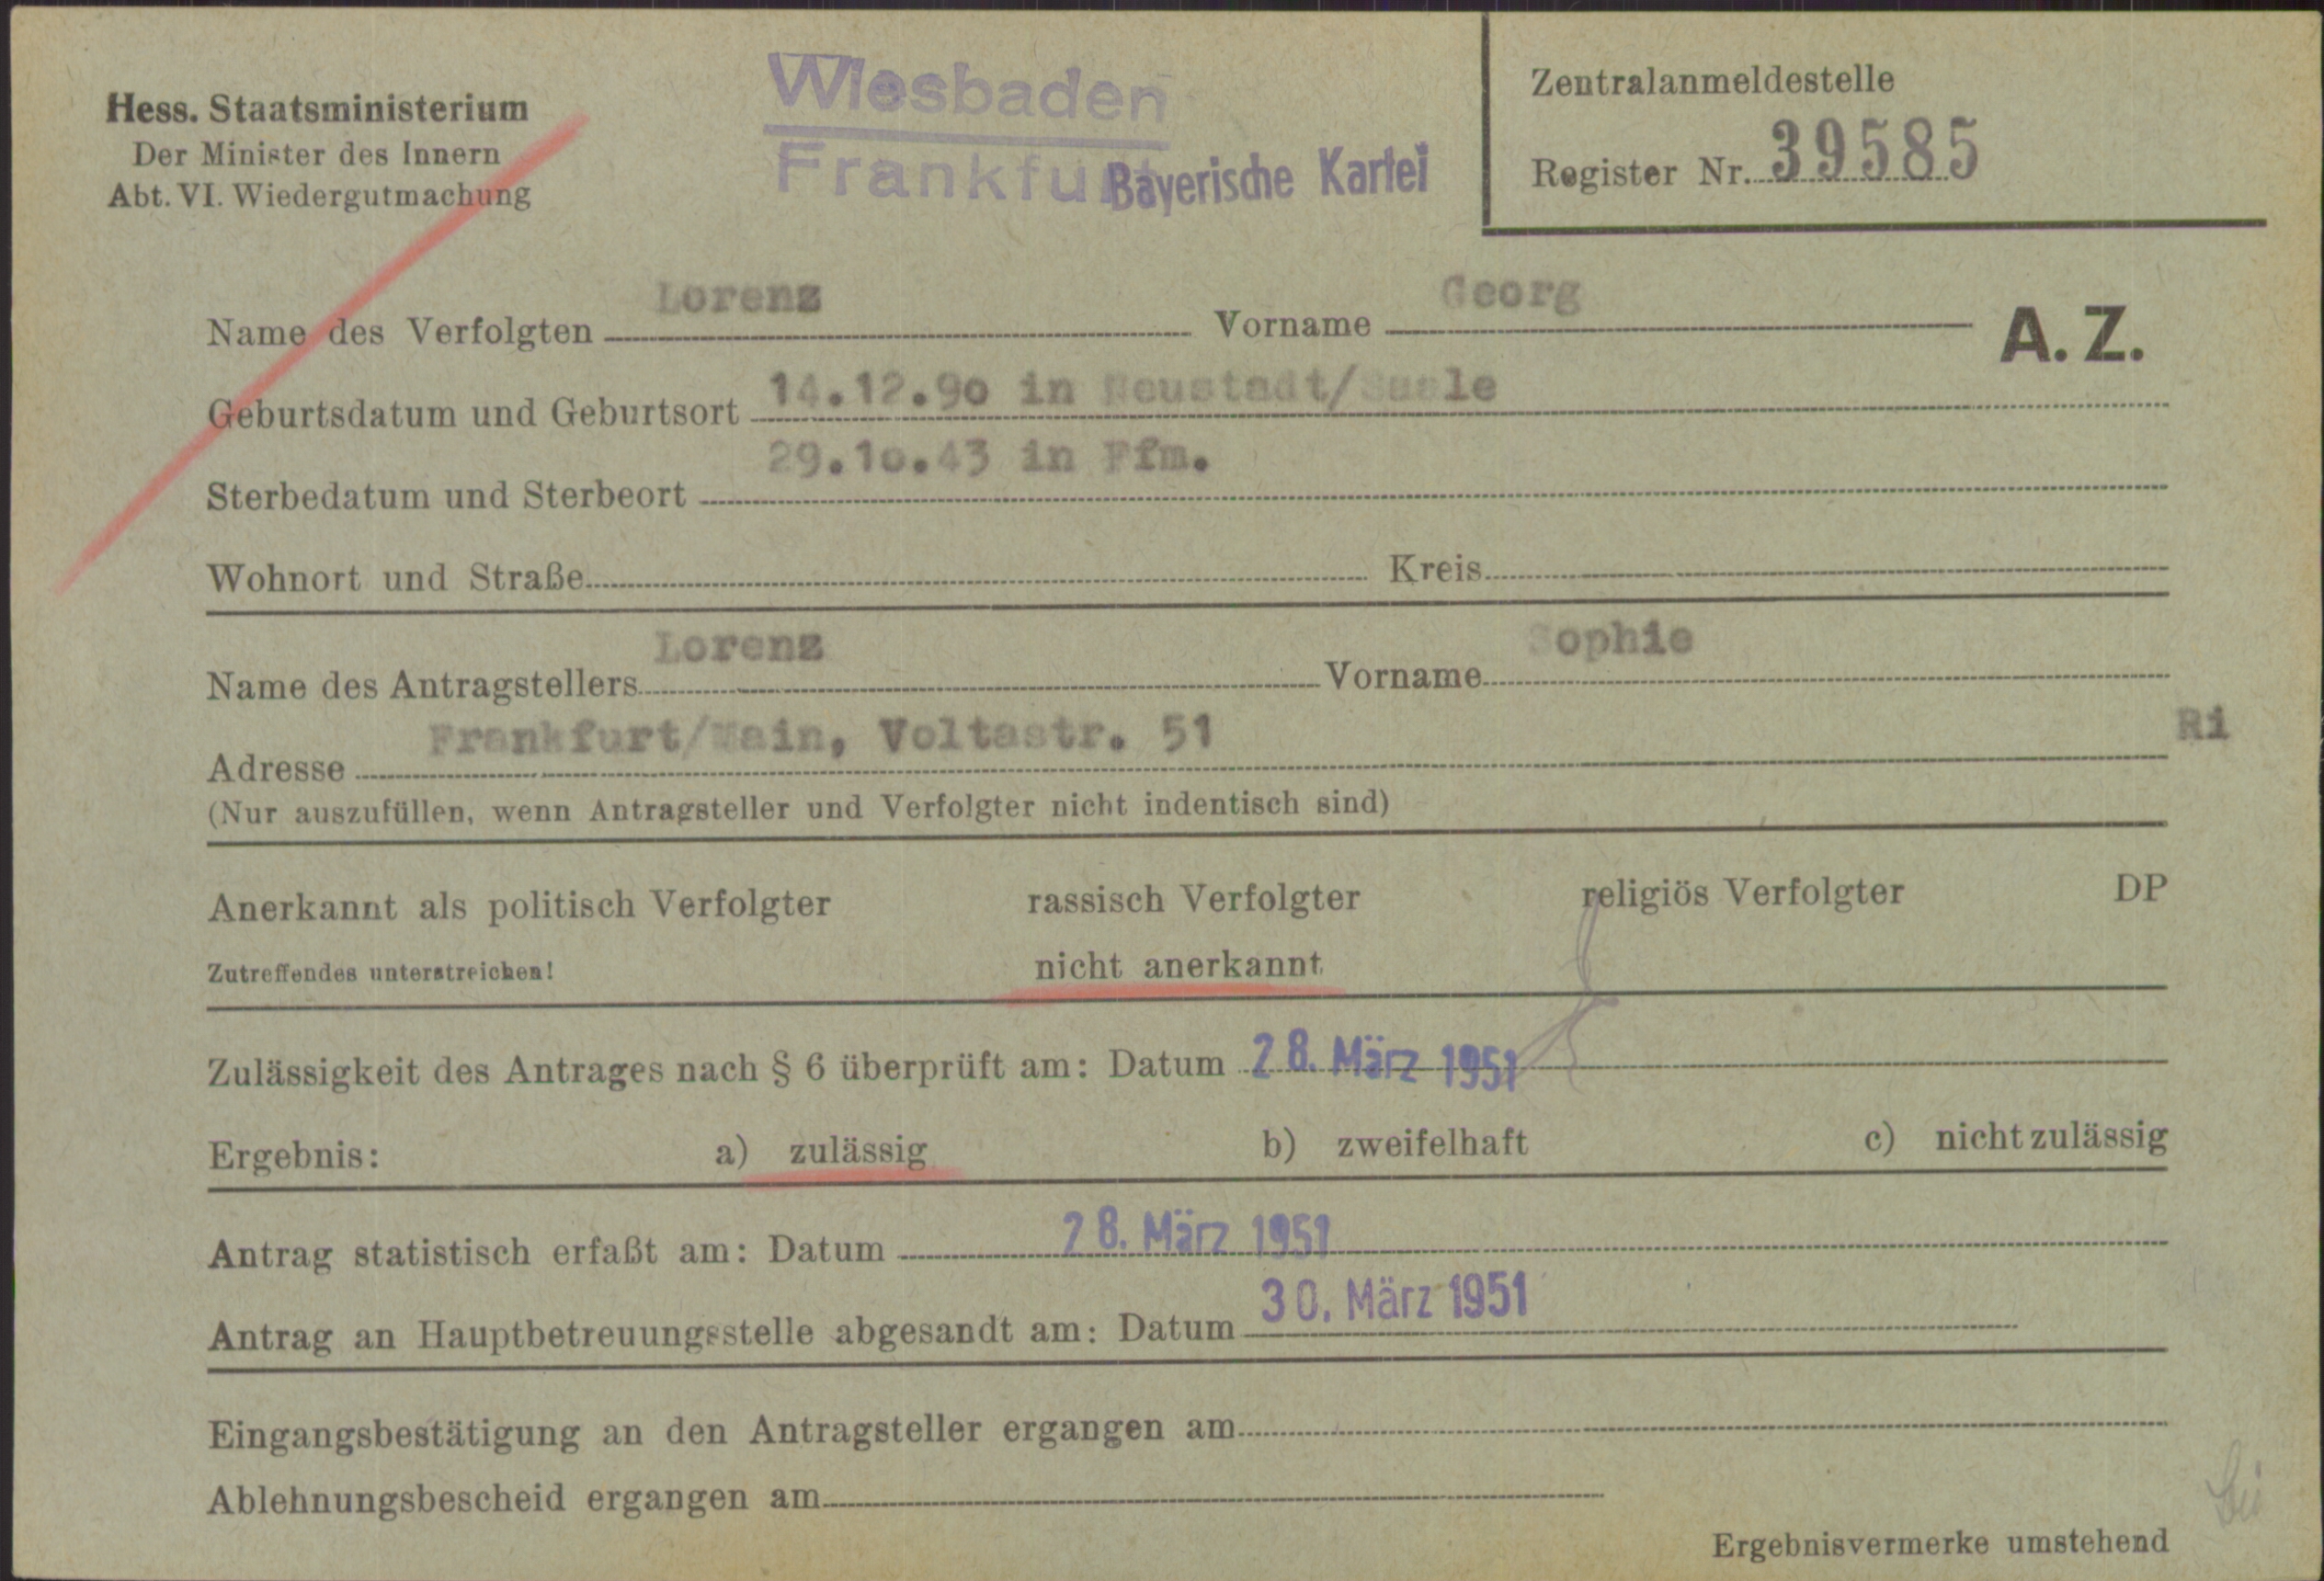 Hess. Staatsministerium
Der Minister des Innern
Abt. VI. Wiedergutmachung
Wiesbaden
Frankfurt
Bayerische Kartei
Zentralanmeldestelle
Register Nr. 39585
Name des Verfolgten Lorenz Vorname Georg
A. Z.
Geburtsdatum und Geburtsort 14.12.90 in Neustadt/Saale
Sterbedatum und Sterbeort 29.10.43 in Ffm.
Wohnort und Straße Kreis
Name des Antragstellers Lorenz Vorname Sophie
Adresse Frankfurt/Main, Voltastr. 51 Ri
(Nur auszufüllen, wenn Antragsteller und Verfolgter nicht indentisch sind)
Anerkannt als politisch Verfolgter rassisch Verfolgter religiös Verfolgter DP
Zutreffendes unterstreichen! nicht anerkannt
Zulässigkeit des Antrages nach § 6 überprüft am: Datum 28. März 1951
Ergebnis: a) zulässig b) zweifelhaft c) nicht zulässig
Antrag statistisch erfaßt am: Datum 28. März 1951
Antrag an Hauptbetreuungsstelle abgesandt am: Datum 30. März 1951
Eingangsbestätigung an den Antragsteller ergangen am
Ablehnungsbescheid ergangen am
Ergebnisvermerke umstehend